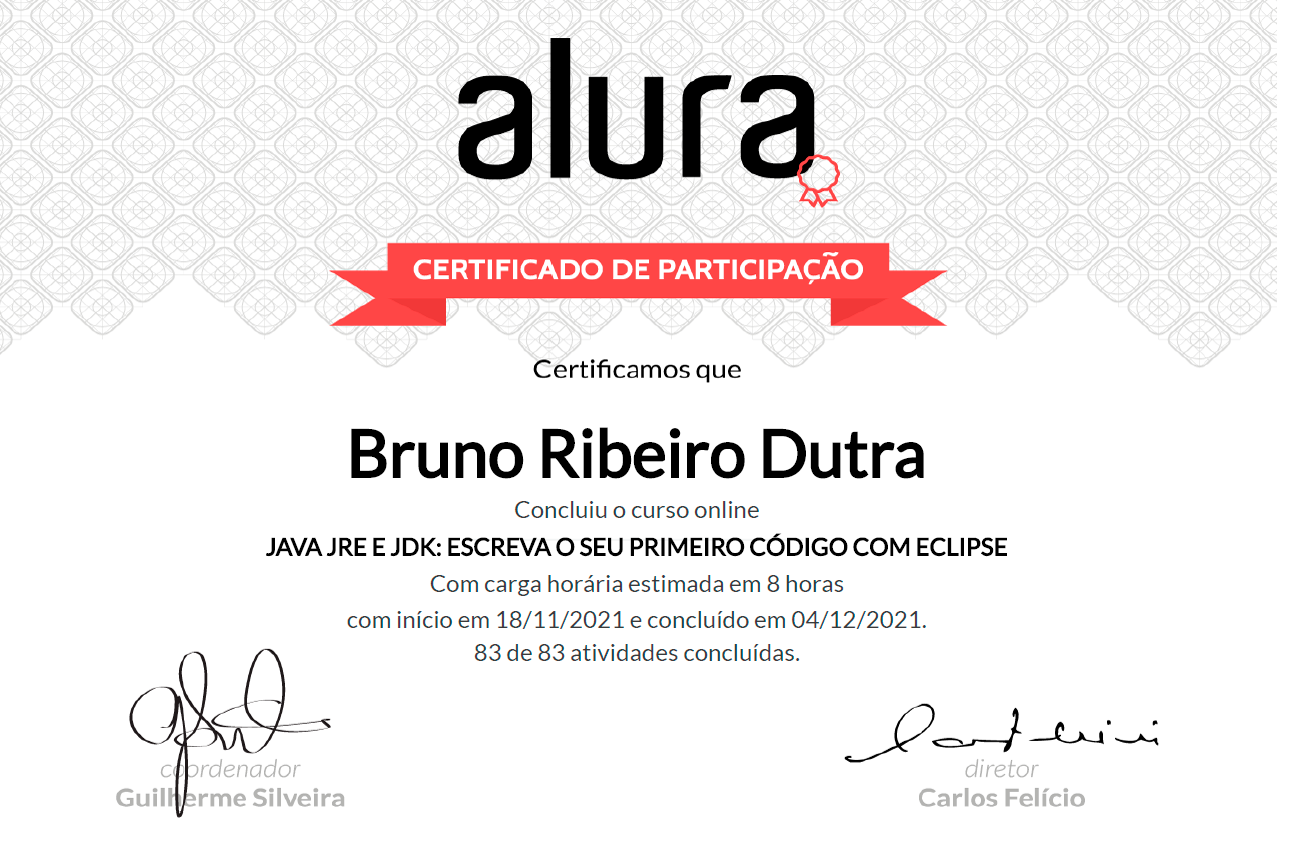 alura
CERTIFICADO DE PARTICIPAÇÃO
Certificamos que
Bruno Ribeiro Dutra
Concluiu o curso online
JAVA JRE E JDK: ESCREVA O SEU PRIMEIRO CÓDIGO COM ECLIPSE
Com carga horária estimada em 8 horas
com início em 18/11/2021 e concluído em 04/12/2021.
83 de 83 atividades concluídas.
coordenador
Guilherme Silveira
diretor
Carlos Felício